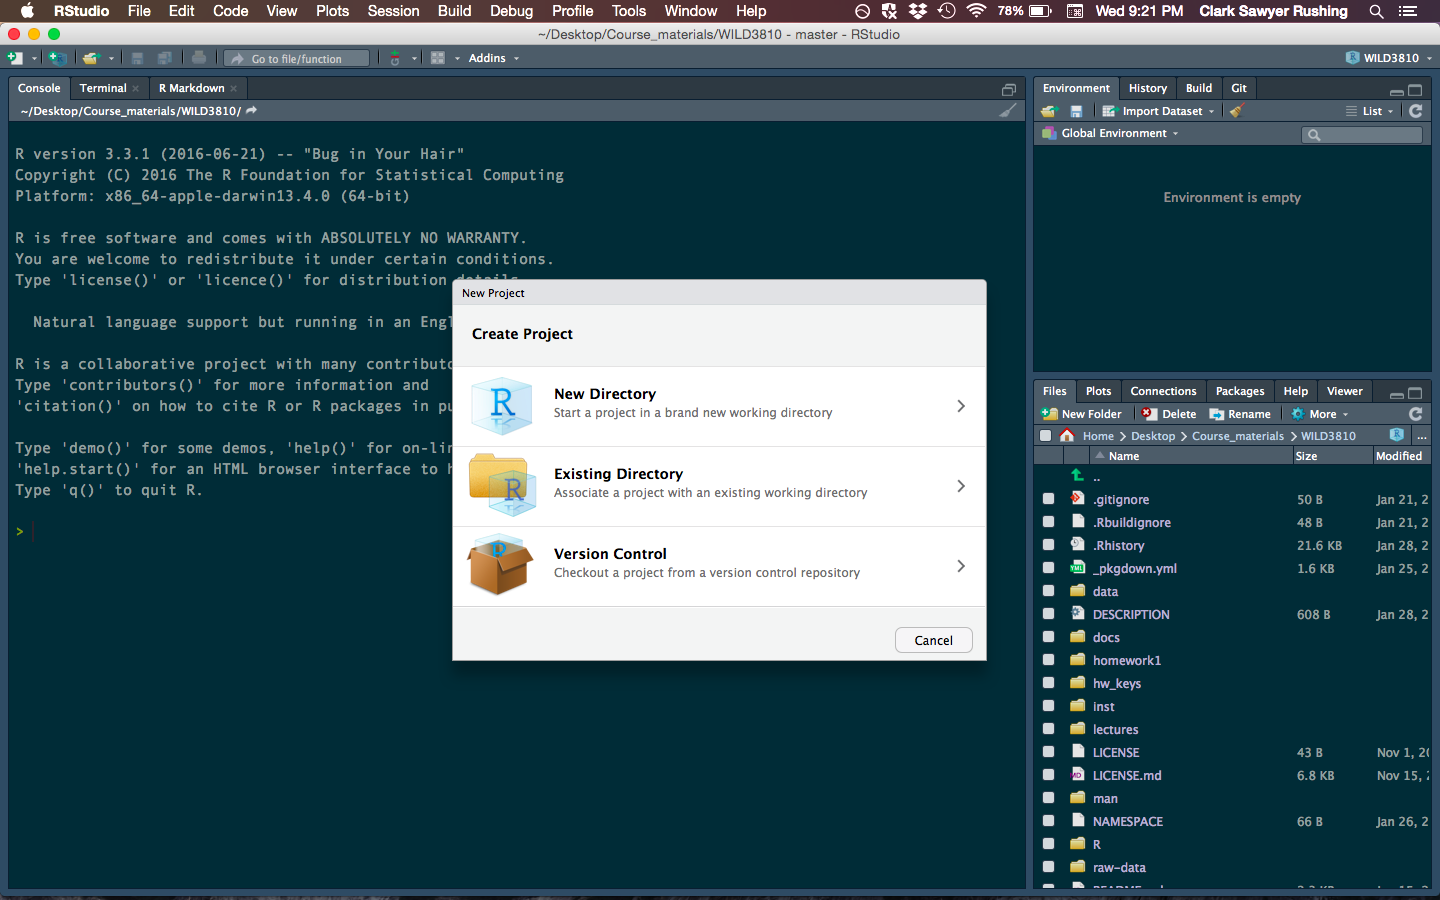 RStudio File Edit Code View Plots Session Build Debug Profile Tools Window Help 78% Wed 9:21 PM Clark Sawyer Rushing
~/Desktop/Course_materials/WILD3810 - master - RStudio
Go to file/function Addins WILD3810
Console Terminal R Markdown
~/Desktop/Course_materials/WILD3810/
R version 3.3.1 (2016-06-21) -- "Bug in Your Hair"
Copyright (C) 2016 The R Foundation for Statistical Computing
Platform: x86_64-apple-darwin13.4.0 (64-bit)
R is free software and comes with ABSOLUTELY NO WARRANTY.
You are welcome to redistribute it under certain conditions.
Type 'license()' or 'licence()' for distribution details.
Natural language support but running in an Engl
R is a collaborative project with many contributo
Type 'contributors()' for more information and
'citation()' on how to cite R or R packages in pu
Type 'demo()' for some demos, 'help()' for on-lin
'help.start()' for an HTML browser interface to h
Type 'q()' to quit R.
>
New Project
Create Project
New Directory
Start a project in a brand new working directory
Existing Directory
Associate a project with an existing working directory
Version Control
Checkout a project from a version control repository
Cancel
Environment History Build Git
Import Dataset List
Global Environment
Environment is empty
Files Plots Connections Packages Help Viewer
New Folder Delete Rename More
Home Desktop Course_materials WILD3810 ...
Name Size Modified
..
.gitignore 50 B Jan 21, 2
.Rbuildignore 48 B Jan 21, 2
.Rhistory 21.6 KB Jan 28, 2
_pkgdown.yml 1.6 KB Jan 25, 2
data
DESCRIPTION 608 B Jan 28, 2
docs
homework1
hw_keys
inst
lectures
LICENSE 43 B Nov 1, 20
LICENSE.md 6.8 KB Nov 15, 2
man
NAMESPACE 66 B Jan 26, 2
R
raw-data